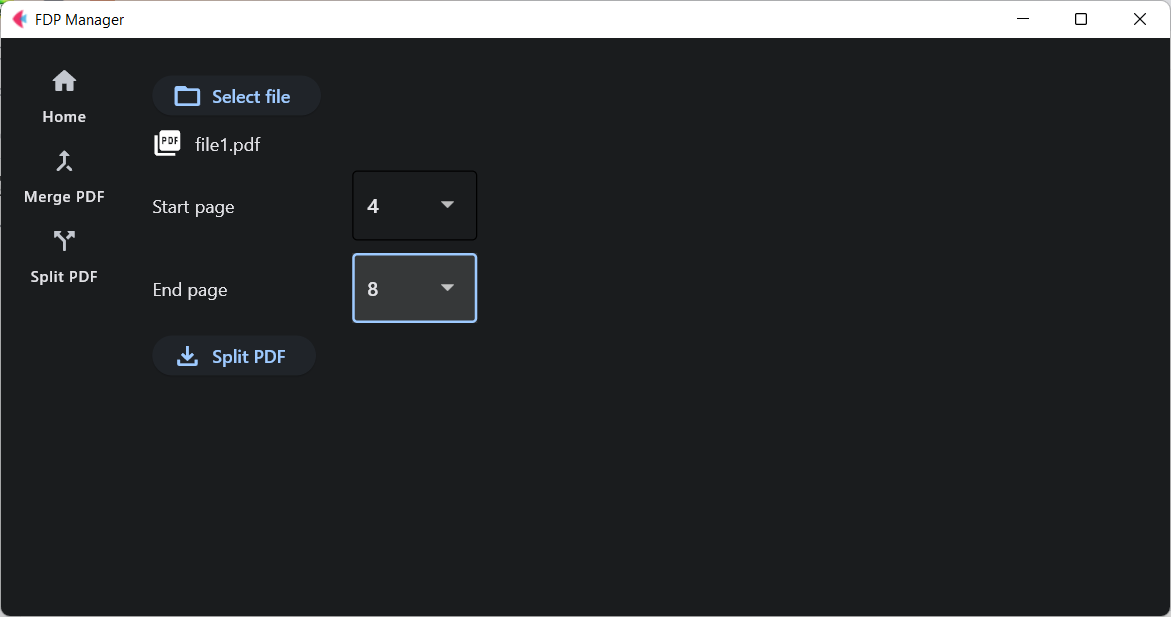 FDP Manager
Home
Merge PDF
Split PDF
Select file
PDF
file1.pdf
Start page
4
End page
8
Split PDF